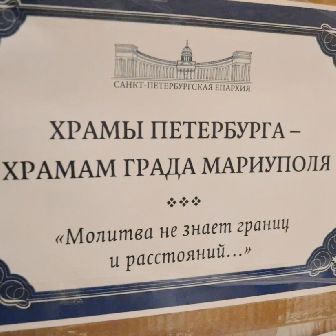 САНКТ-ПЕТЕРБУРГСКАЯ ЕПАРХИЯ
ХРАМЫ ПЕТЕРБУРГА –
ХРАМАМ ГРАДА МАРИУПОЛЯ
«Молитва не знает границ
и расстояний...»